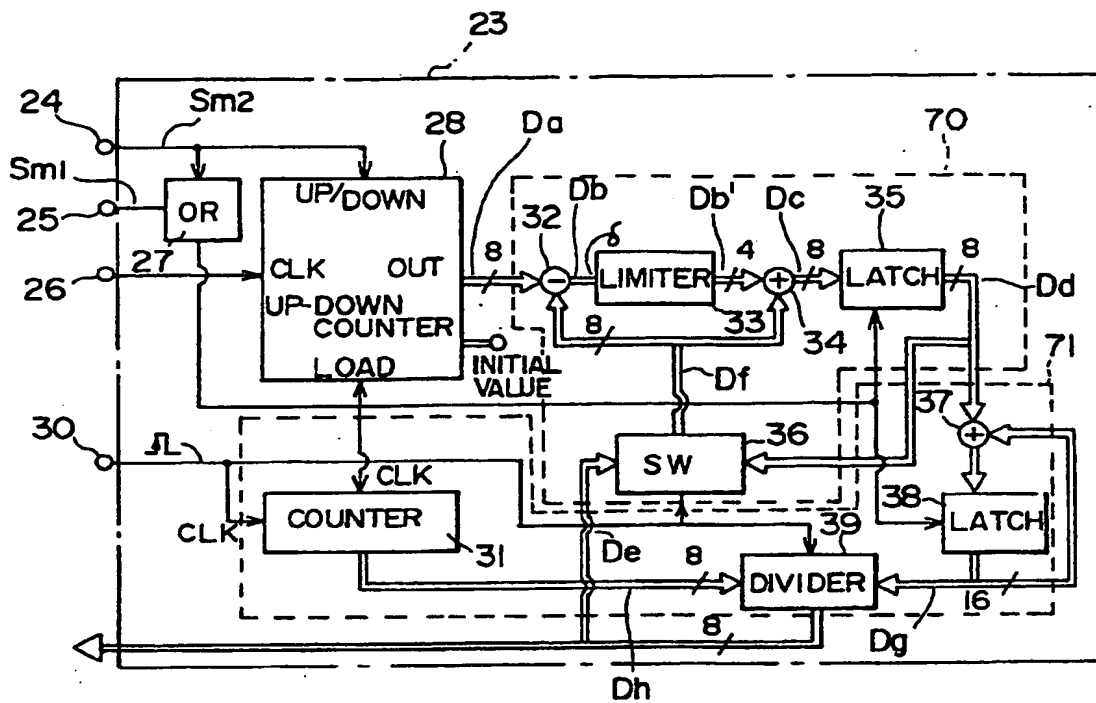 23
24
Sm2
28
Da
70
Sm1
UP/DOWN
32
Db
Db'
Dc
35
25
OR
8
4
8
8
27
CLK
OUT
−
LIMITER
+
LATCH
26
UP-DOWN
COUNTER
33
34
Dd
8
INITIAL
VALUE
71
LOAD
Df
37
+
30
36
SW
CLK
38
COUNTER
LATCH
CLK
31
De
39
8
DIVIDER
16
8
Dg
Dh